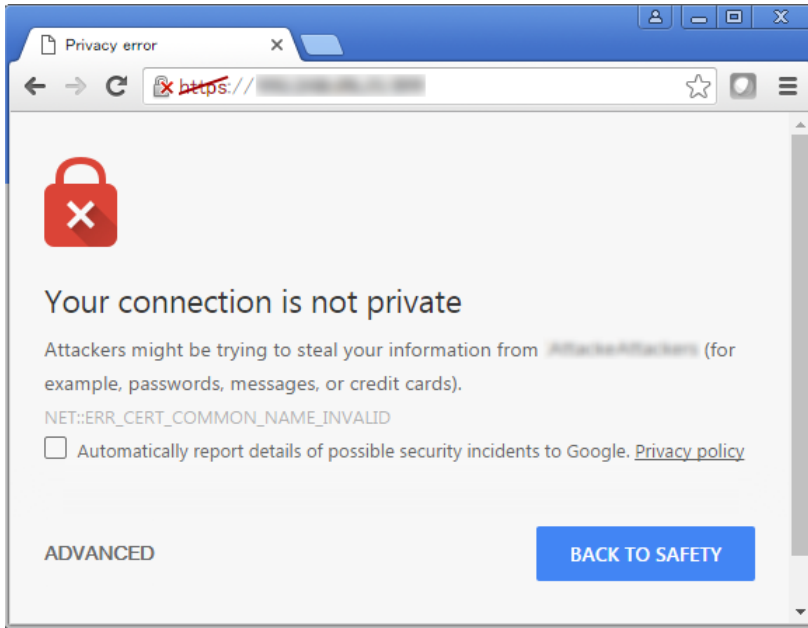 Privacy error
https://
Your connection is not private
Attackers might be trying to steal your information from (for
example, passwords, messages, or credit cards).
NET::ERR_CERT_COMMON_NAME_INVALID
Automatically report details of possible security incidents to Google. Privacy policy
ADVANCED
BACK TO SAFETY